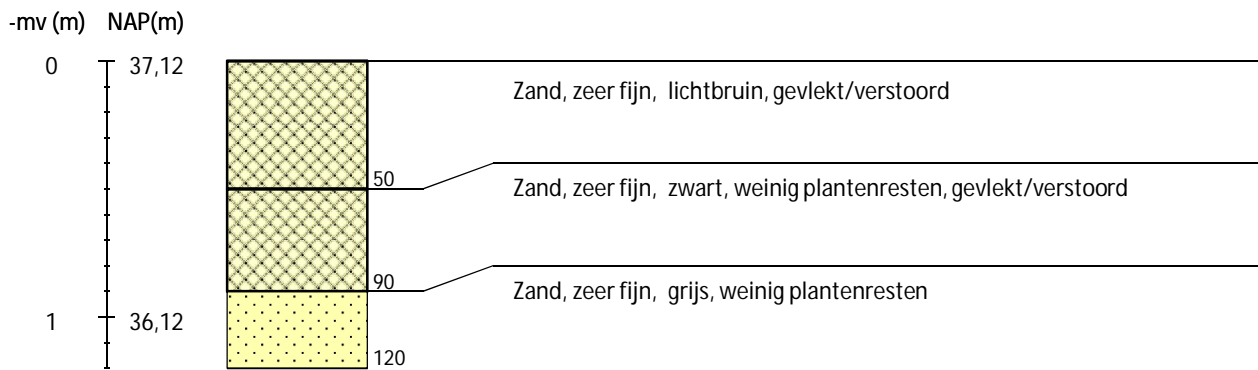 -mv (m) NAP(m)
0 37,12
Zand, zeer fijn, lichtbruin, gevlekt/verstoord
50
Zand, zeer fijn, zwart, weinig plantenresten, gevlekt/verstoord
90
Zand, zeer fijn, grijs, weinig plantenresten
1 36,12
120